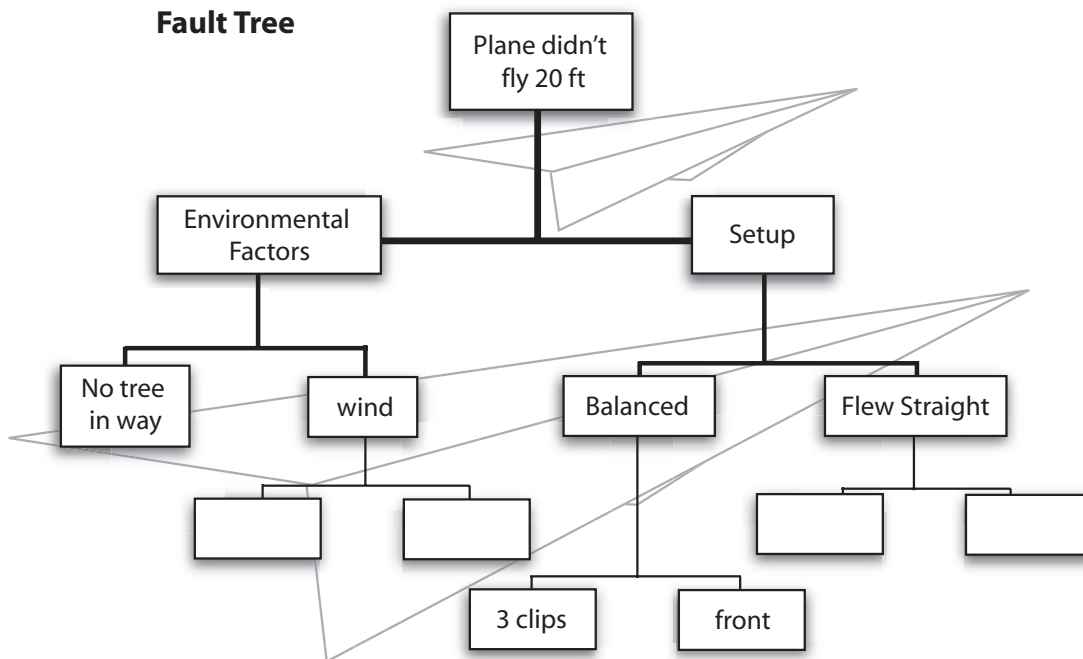 Fault Tree
Plane didn’t
fly 20 ft
Environmental
Factors
Setup
No tree
in way
wind
Balanced
Flew Straight
3 clips
front